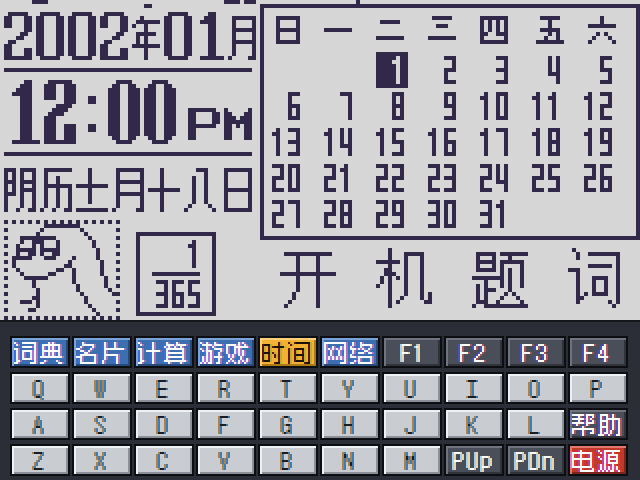 2002年01月
12:00 PM
阴历士月十八日
1
365
日 一 二 三 四 五 六
1 2 3 4 5
6 7 8 9 10 11 12
13 14 15 16 17 18 19
20 21 22 23 24 25 26
27 28 29 30 31
开机题词
词典 名片 计算 游戏 时间 网络 F1 F2 F3 F4
Q W E R T Y U I O P
A S D F G H J K L 帮助
Z X C V B N M PUp PDn 电源